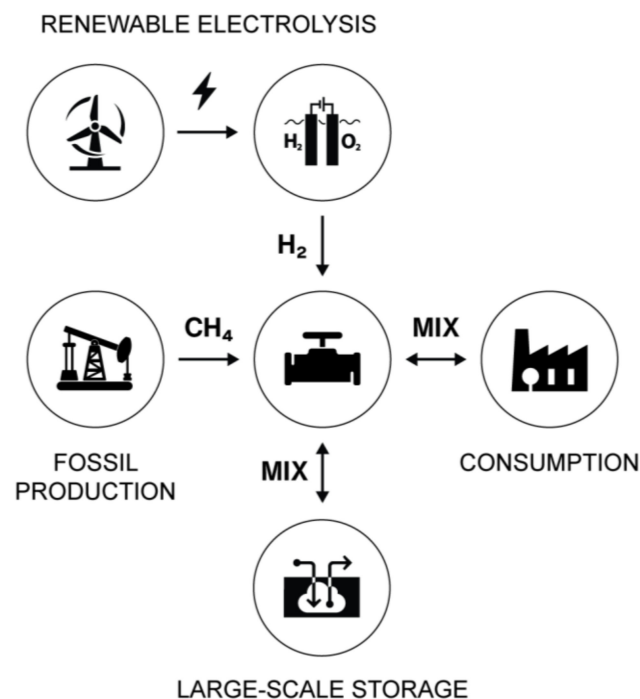 RENEWABLE ELECTROLYSIS
H₂ O₂
H₂
CH₄
MIX
FOSSIL
PRODUCTION
CONSUMPTION
MIX
LARGE-SCALE STORAGE